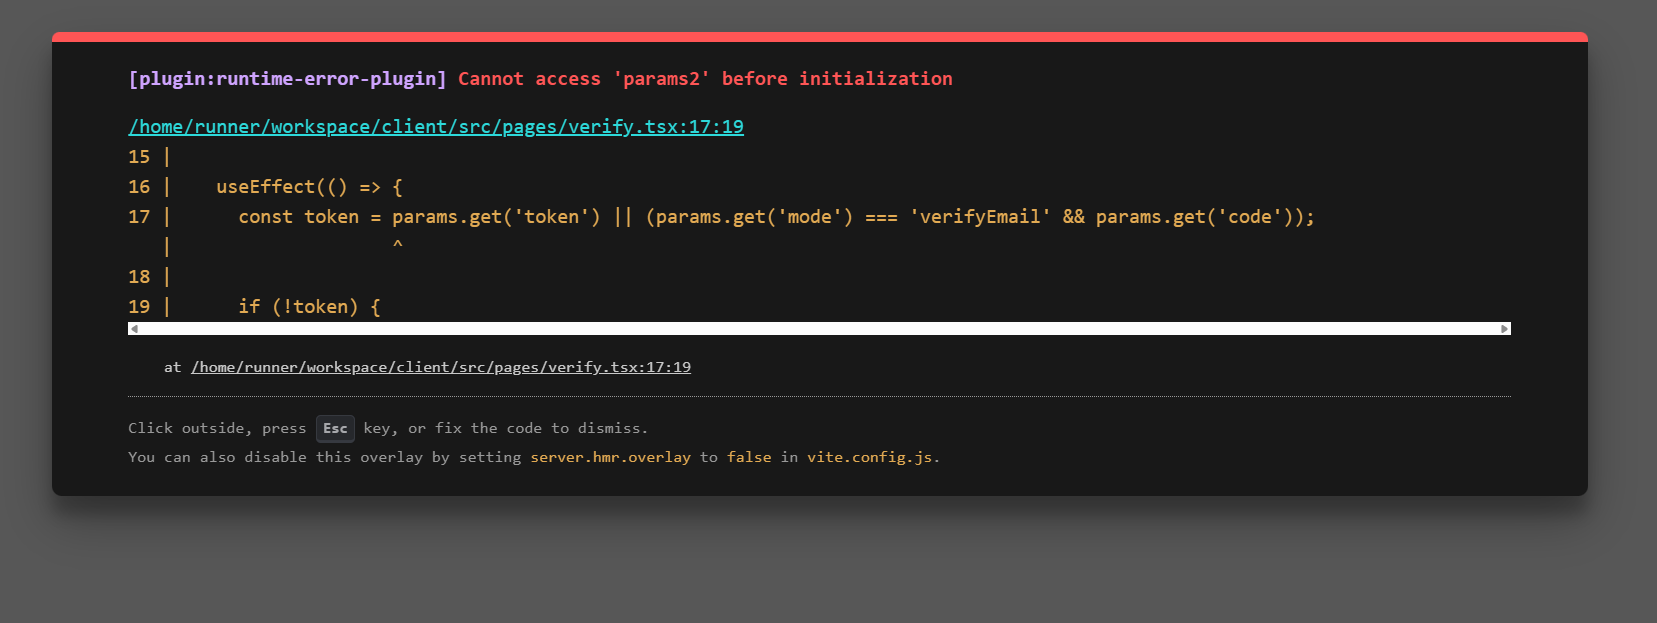 [plugin:runtime-error-plugin] Cannot access 'params2' before initialization
/home/runner/workspace/client/src/pages/verify.tsx:17:19
15 |
16 |    useEffect(() => {
17 |      const token = params.get('token') || (params.get('mode') === 'verifyEmail' && params.get('code'));
   |                    ^
18 |
19 |      if (!token) {
at /home/runner/workspace/client/src/pages/verify.tsx:17:19
Click outside, press Esc key, or fix the code to dismiss.
You can also disable this overlay by setting server.hmr.overlay to false in vite.config.js.